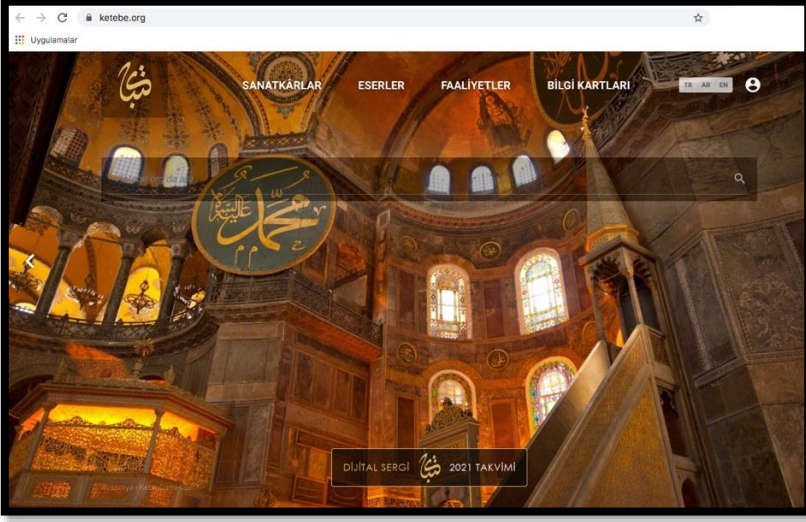 ketebe.org
Uygulamalar
SANATKÂRLAR ESERLER FAALİYETLER BİLGİ KARTLARI TR AR EN
محمد عليه السلام
DİJİTAL SERGİ 2021 TAKVİMİ